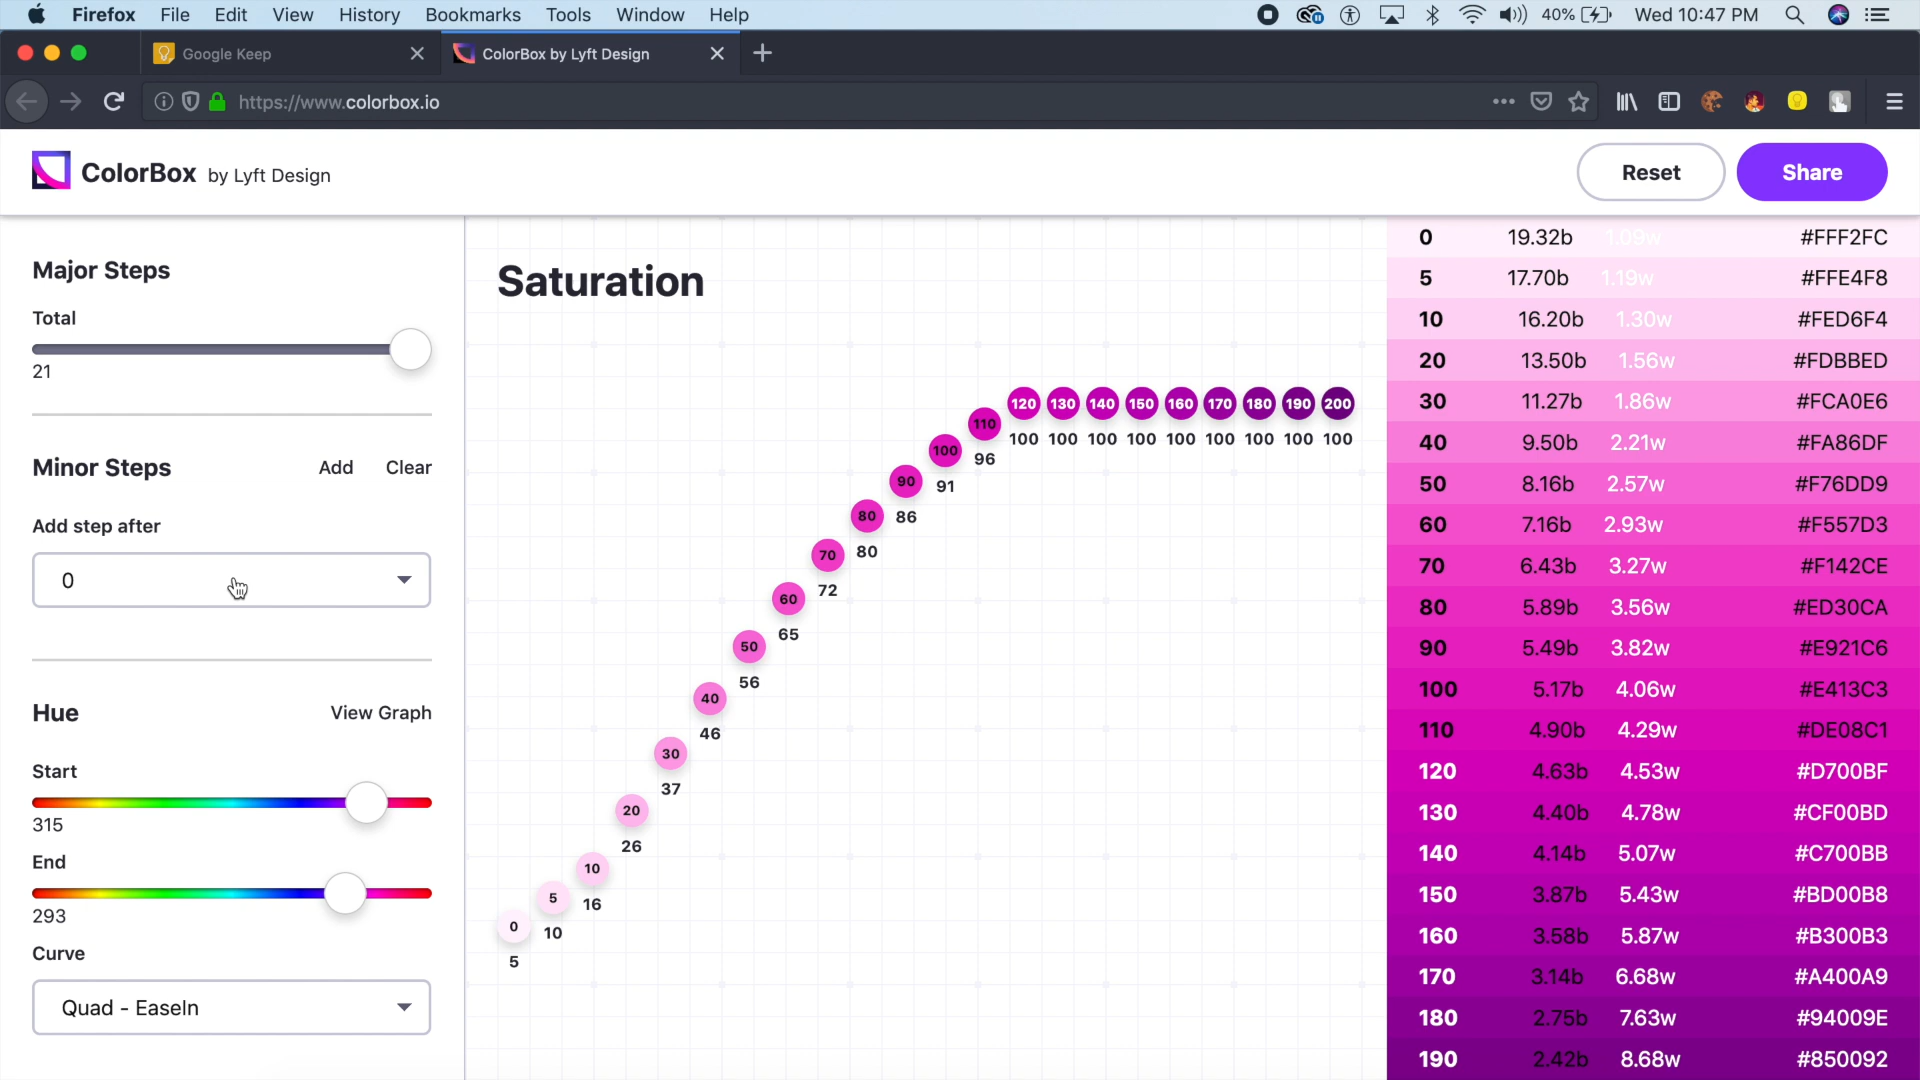 Firefox File Edit View History Bookmarks Tools Window Help 40% Wed 10:47 PM
Google Keep ColorBox by Lyft Design
https://www.colorbox.io
ColorBox by Lyft Design Reset Share
Major Steps
Total
21
Minor Steps Add Clear
Add step after
0
Hue View Graph
Start
315
End
293
Curve
Quad - EaseIn
Saturation
0 5
5 10
10 16
20 26
30 37
40 46
50 56
60 65
70 72
80 80
90 86
100 91
110 96
120 130 140 150 160 170 180 190 200
100 100 100 100 100 100 100 100 100
0 19.32b 1.09w #FFF2FC
5 17.70b 1.19w #FFE4F8
10 16.20b 1.30w #FED6F4
20 13.50b 1.56w #FDBBED
30 11.27b 1.86w #FCA0E6
40 9.50b 2.21w #FA86DF
50 8.16b 2.57w #F76DD9
60 7.16b 2.93w #F557D3
70 6.43b 3.27w #F142CE
80 5.89b 3.56w #ED30CA
90 5.49b 3.82w #E921C6
100 5.17b 4.06w #E413C3
110 4.90b 4.29w #DE08C1
120 4.63b 4.53w #D700BF
130 4.40b 4.78w #CF00BD
140 4.14b 5.07w #C700BB
150 3.87b 5.43w #BD00B8
160 3.58b 5.87w #B300B3
170 3.14b 6.68w #A400A9
180 2.75b 7.63w #94009E
190 2.42b 8.68w #850092